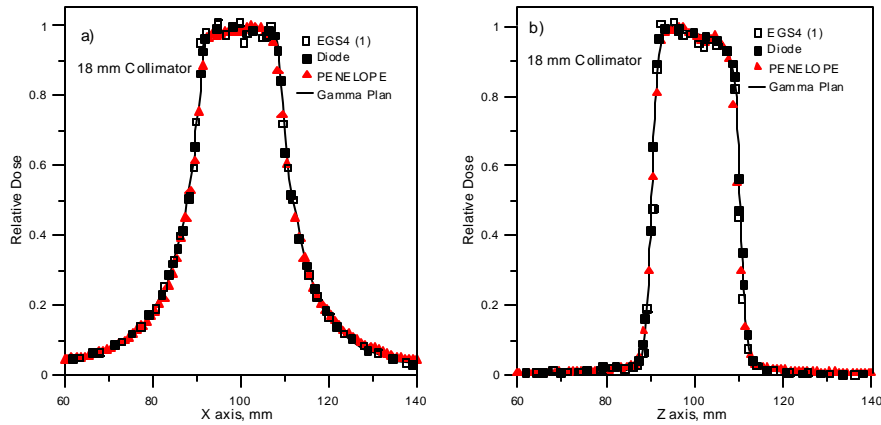 a)
18 mm Collimator
EGS4 (1)
Diode
PENELOPE
Gamma Plan
Relative Dose
1
0.8
0.6
0.4
0.2
0
60 80 100 120 140
X axis, mm
b)
18 mm Collimator
EGS4 (1)
Diode
PENELOPE
Gamma Plan
Relative Dose
1
0.8
0.6
0.4
0.2
0
60 80 100 120 140
Z axis, mm